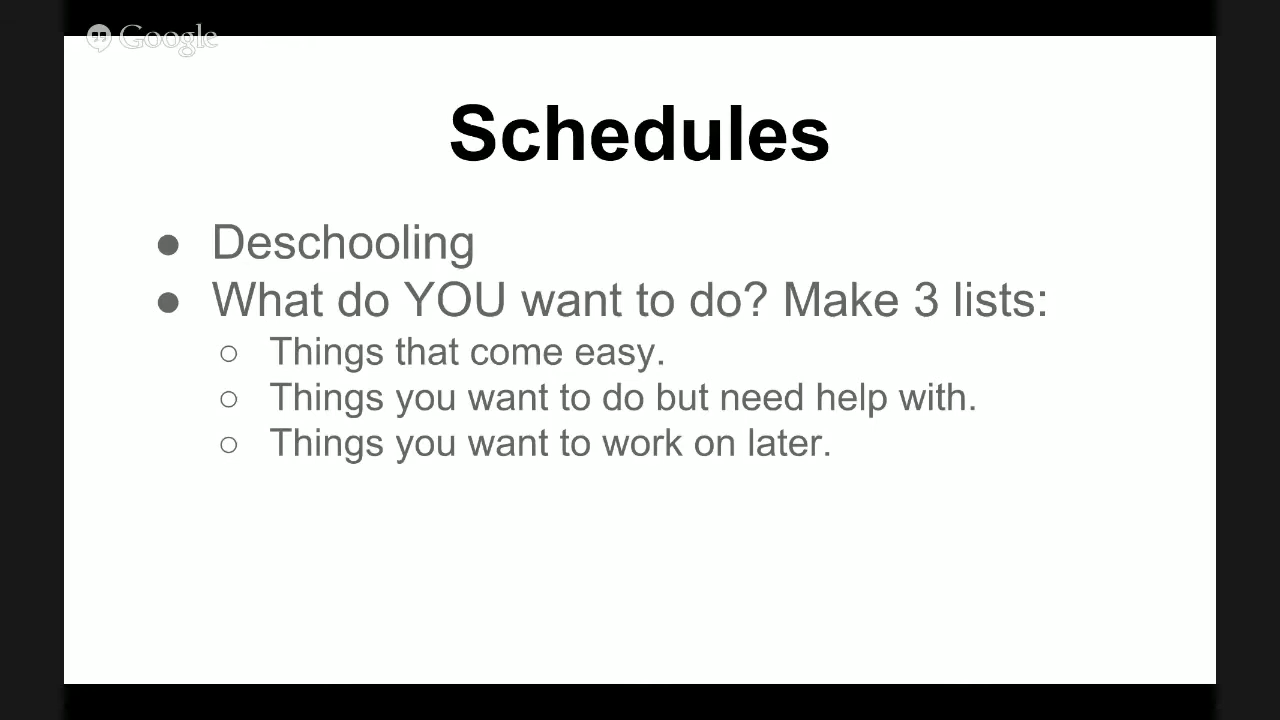 Google
Schedules
● Deschooling
● What do YOU want to do? Make 3 lists:
○ Things that come easy.
○ Things you want to do but need help with.
○ Things you want to work on later.